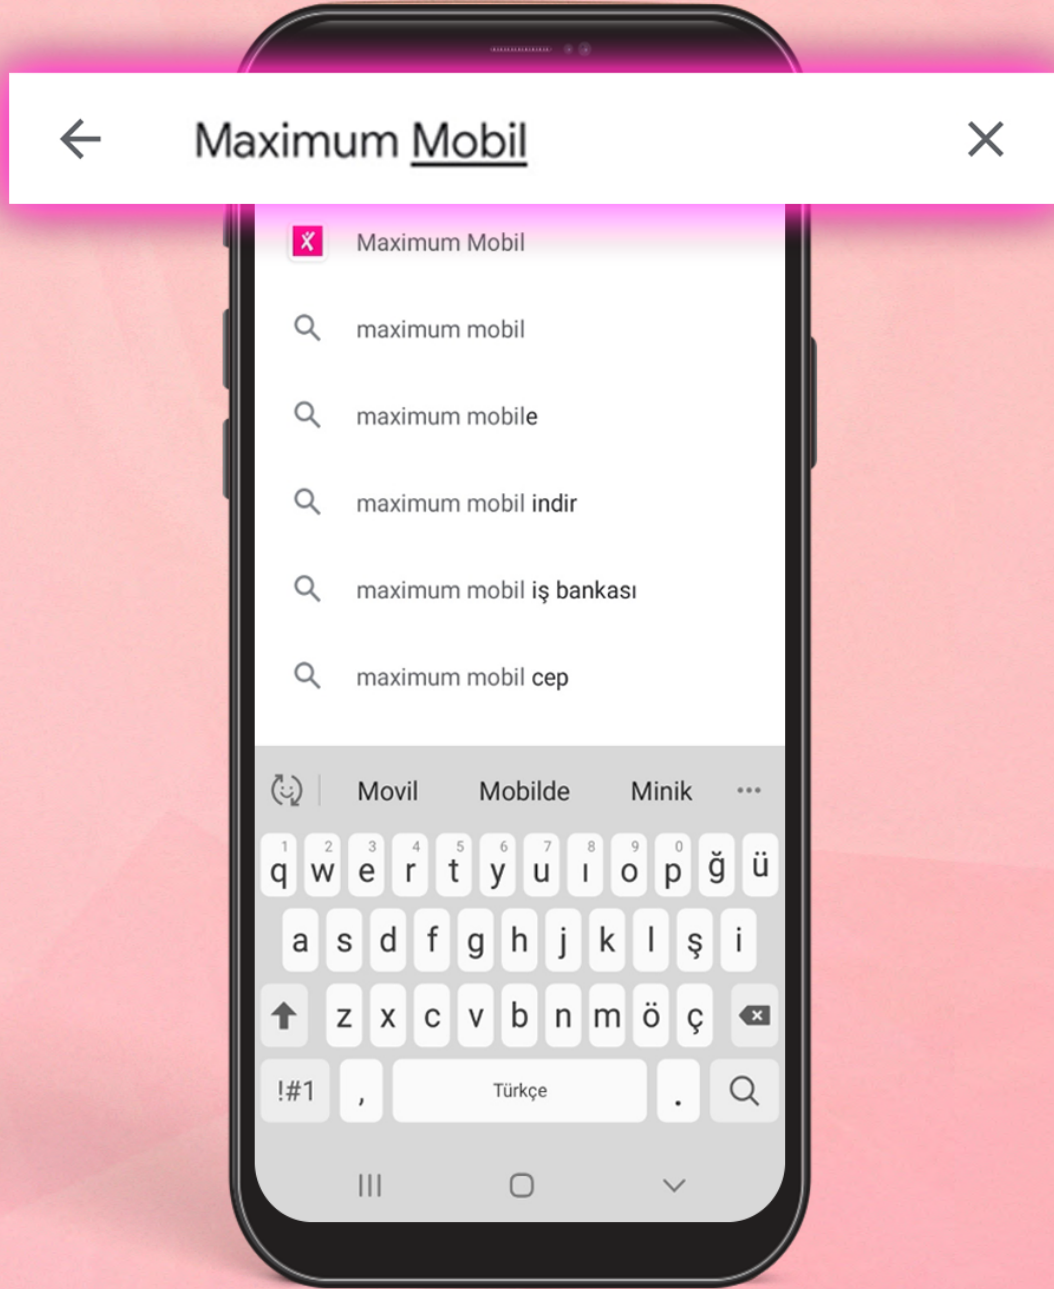 Maximum Mobil
Maximum Mobil
maximum mobil
maximum mobile
maximum mobil indir
maximum mobil iş bankası
maximum mobil cep
Movil Mobilde Minik
1 2 3 4 5 6 7 8 9 0
q w e r t y u ı o p ğ ü
a s d f g h j k l ş i
z x c v b n m ö ç
!#1 , Türkçe .